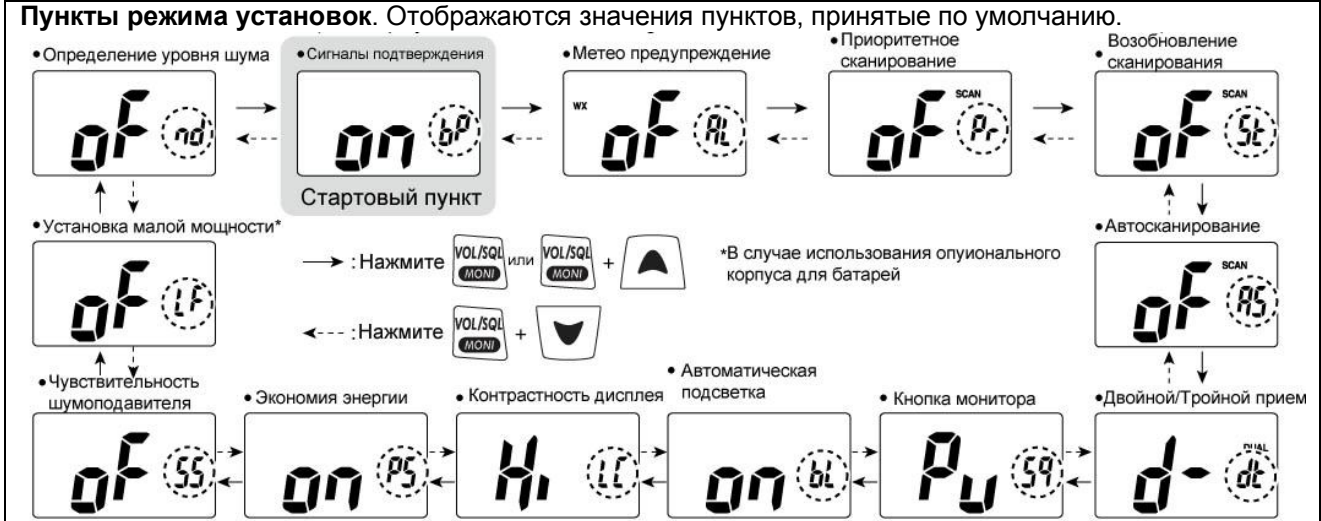 Пункты режима установок. Отображаются значения пунктов, принятые по умолчанию.
•Определение уровня шума
•Сигналы подтверждения
•Метео предупреждение
•Приоритетное
сканирование
Возобновление
•сканирования
oF nd
on bP
WX oF AL
SCAN oF Pr
SCAN oF St
Стартовый пункт
•Установка малой мощности*
•Автосканирование
:Нажмите VOL/SQL MONI или VOL/SQL MONI +
*В случае использования опуионального
корпуса для батарей
oF LF
SCAN oF AS
:Нажмите VOL/SQL MONI +
•Чувствительность
шумоподавителя
•Экономия энергии
•Контрастность дисплея
•Автоматическая
подсветка
•Кнопка монитора
•Двойной/Тройной прием
oF SS
on PS
Hi LC
on bL
Pu S9
DUAL d- dt